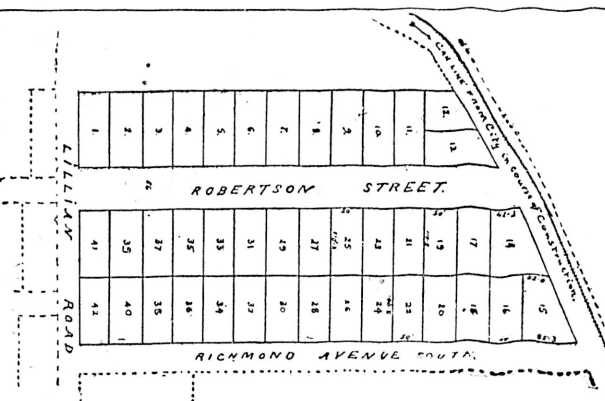 CAR LINE FROM City in course of Construction.
1. 2. 3. 4. 5. 6. 7. 8. 9. 10. 11. 12. 13
LILLIAN ROAD
66
ROBERTSON STREET.
41 35 37 35 33 31 29 27 25 23 21 19 17 14
42 40 38 36 34 32 30 28 26 24 22 20 18 16 15
RICHMOND AVENUE SOUTH.